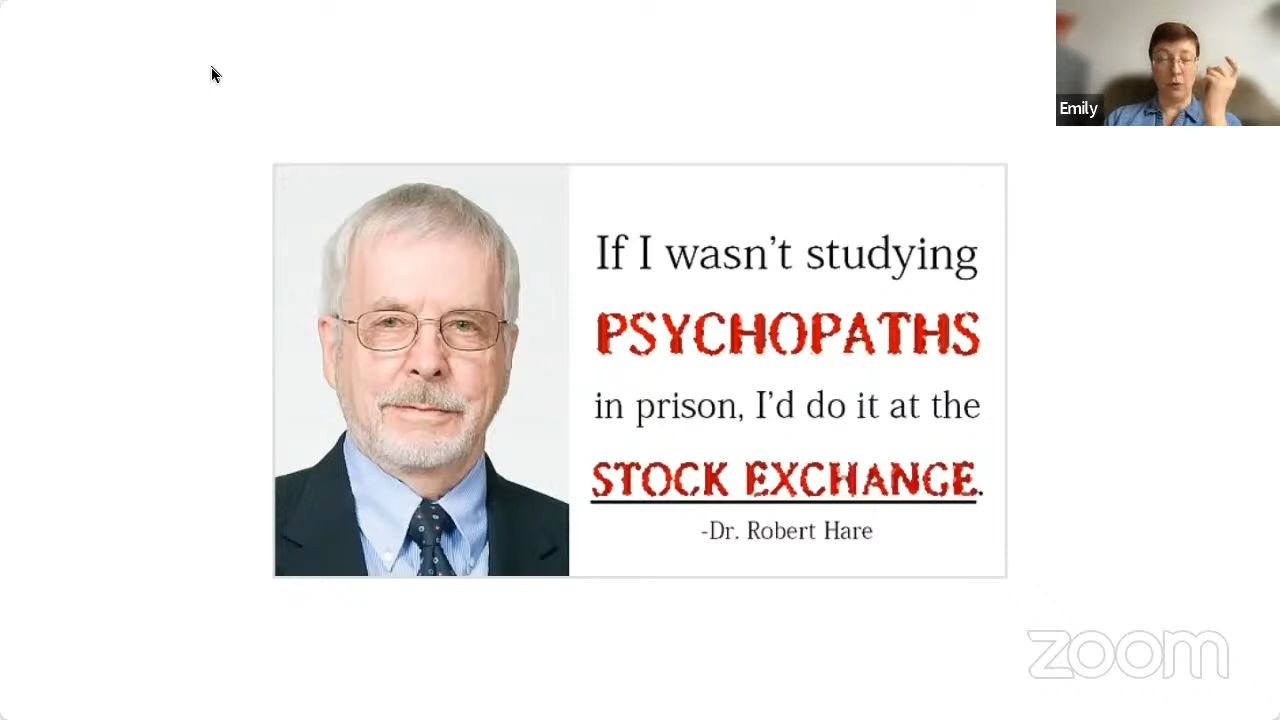 Emily
If I wasn't studying
PSYCHOPATHS
in prison, I'd do it at the
STOCK EXCHANGE.
-Dr. Robert Hare
zoom